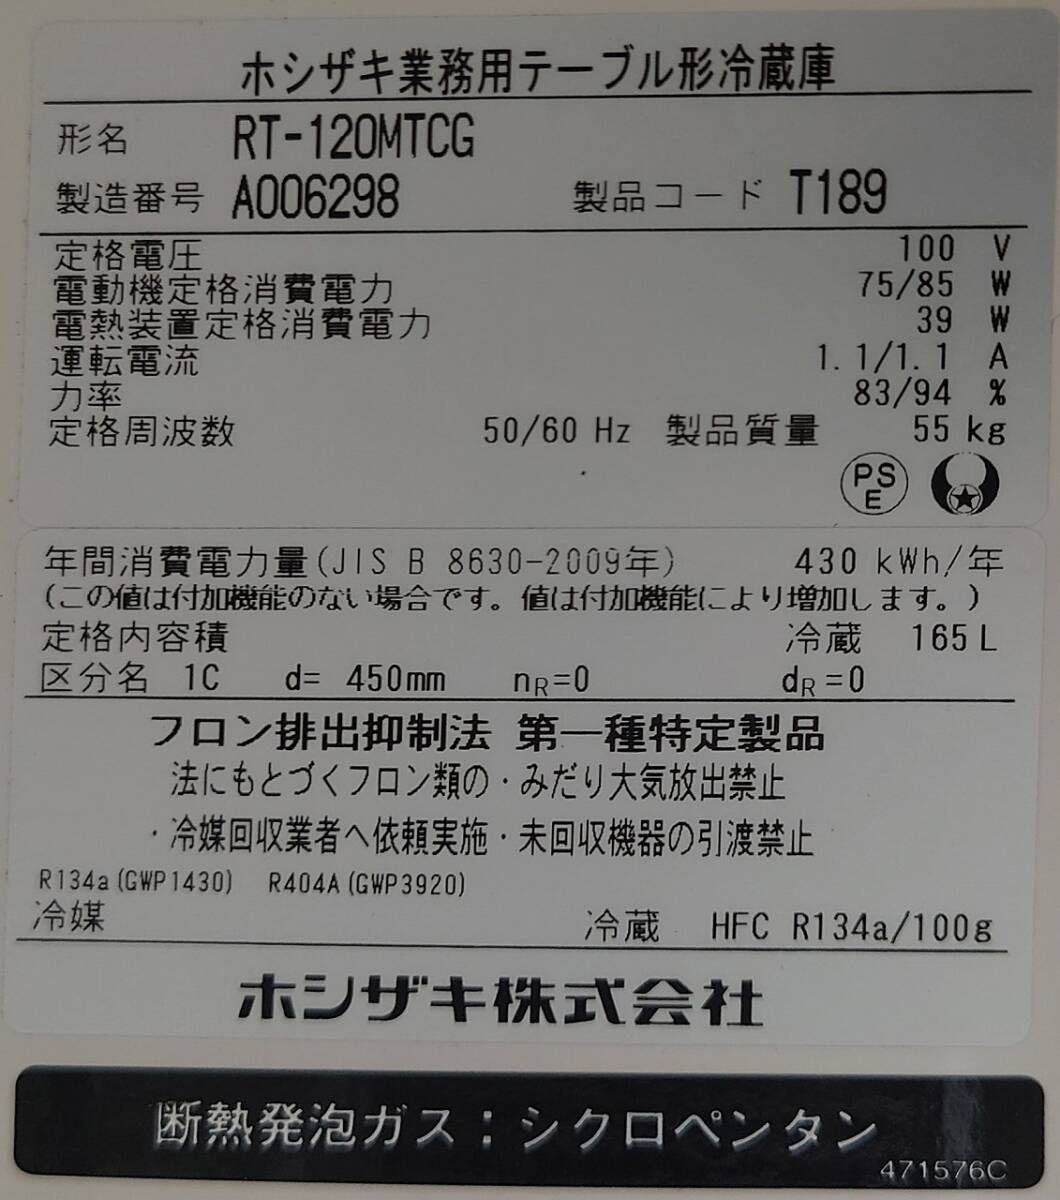 ホシザキ業務用テーブル形冷蔵庫
形名 RT-120MTCG
製造番号 A006298 製品コード T189
定格電圧 100 V
電動機定格消費電力 75/85 W
電熱装置定格消費電力 39 W
運転電流 1.1/1.1 A
力率 83/94 %
定格周波数 50/60 Hz 製品質量 55 kg
PS
E
年間消費電力量(JIS B 8630-2009年) 430 kWh/年
(この値は付加機能のない場合です。値は付加機能により増加します。)
定格内容積 冷蔵 165 L
区分名 1C d= 450mm nR=0 dR=0
フロン排出抑制法 第一種特定製品
法にもとづくフロン類の・みだり大気放出禁止
・冷媒回収業者へ依頼実施・未回収機器の引渡禁止
R134a(GWP1430) R404A(GWP3920)
冷媒 冷蔵 HFC R134a/100g
ホシザキ株式会社
断熱発泡ガス：シクロペンタン
471576C